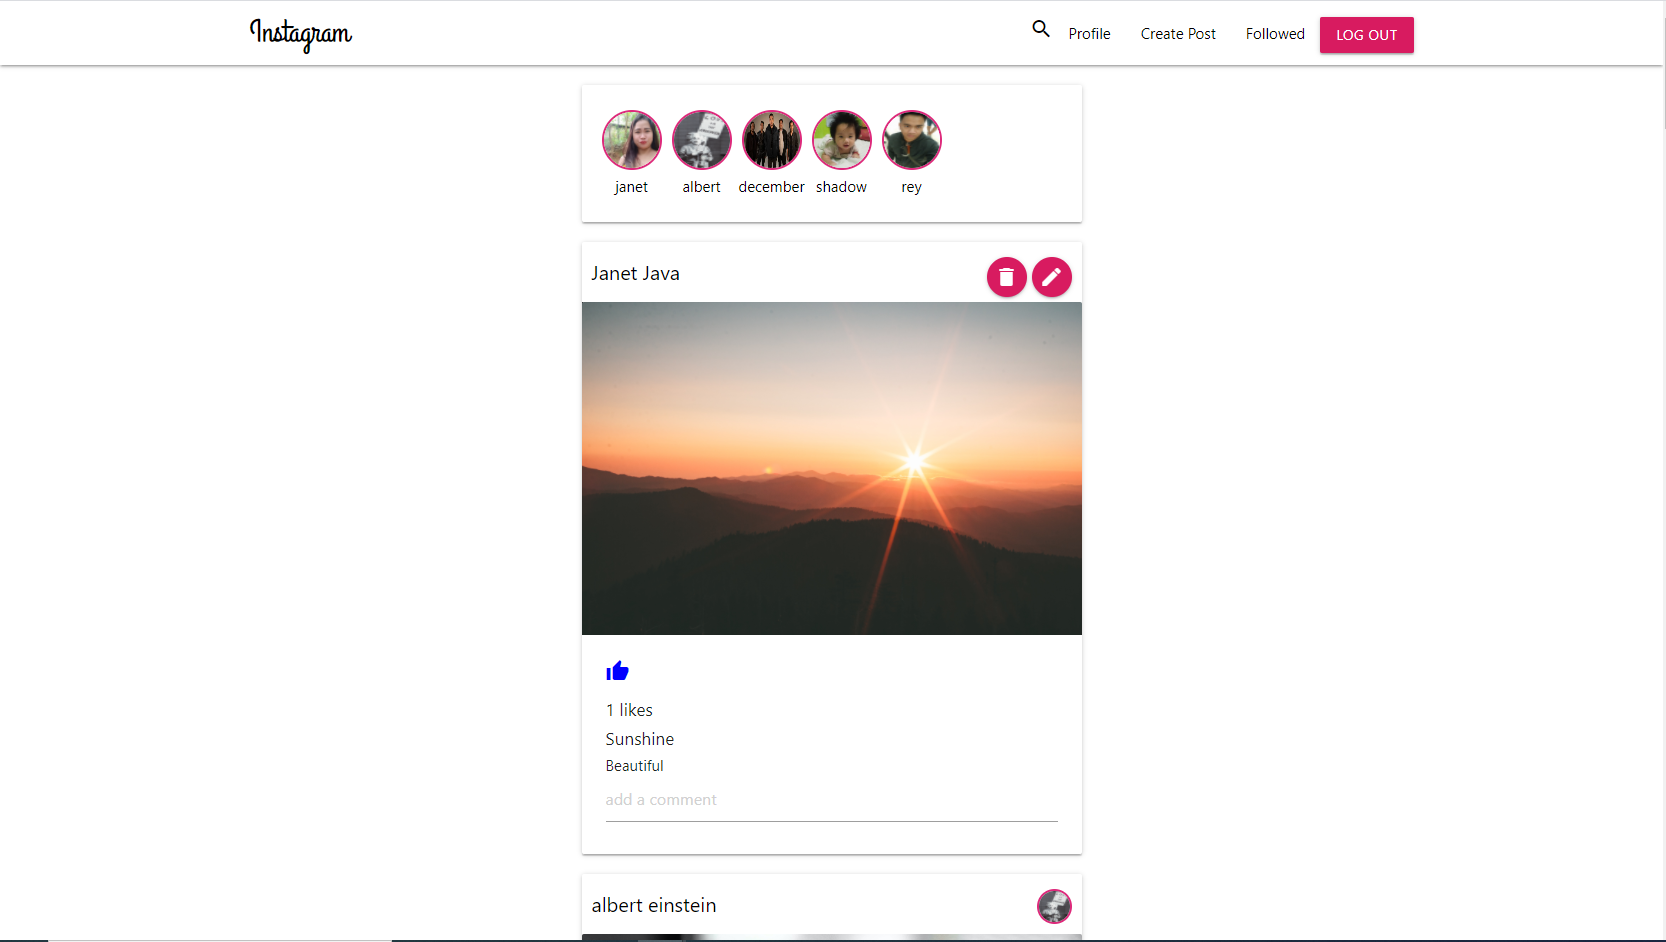 Instagram
Profile
Create Post
Followed
LOG OUT
janet
albert
december
shadow
rey
Janet Java
1 likes
Sunshine
Beautiful
add a comment
albert einstein